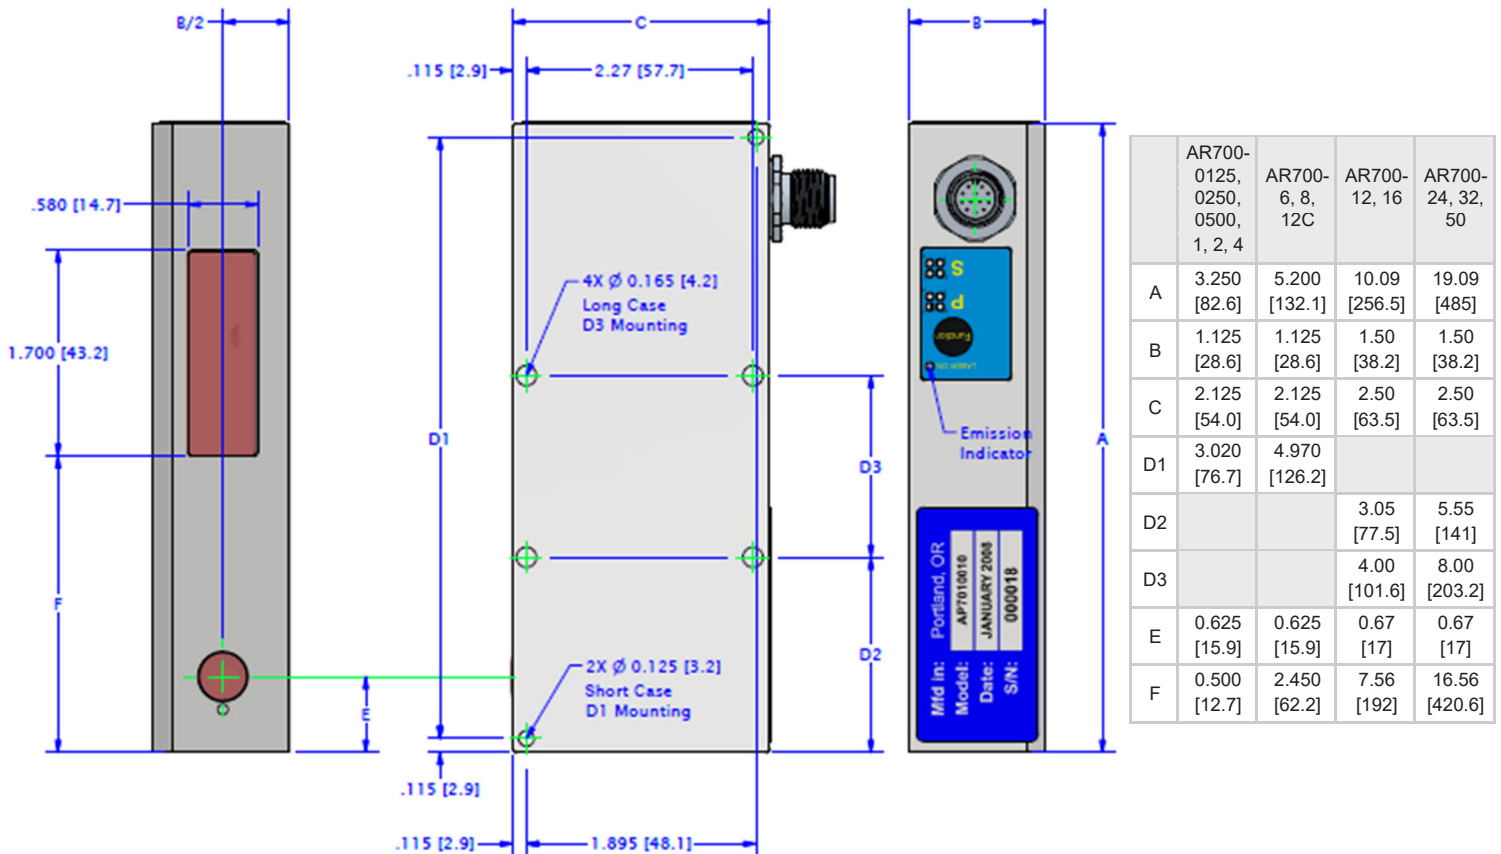 B/2
C
B
.115 [2.9]
2.27 [57.7]
.580 [14.7]
1.700 [43.2]
F
E
4X Ø 0.165 [4.2]
Long Case
D3 Mounting
D1
D3
D2
2X Ø 0.125 [3.2]
Short Case
D1 Mounting
.115 [2.9]
.115 [2.9]
1.895 [48.1]
S
P
Function
LASER ON
Emission
Indicator
A
Mfd in: Portland, OR
Model: AP7010010
Date: JANUARY 2008
S/N: 000018
AR700-0125, 0250, 0500, 1, 2, 4 AR700-6, 8, 12C AR700-12, 16 AR700-24, 32, 50
A 3.250 [82.6] 5.200 [132.1] 10.09 [256.5] 19.09 [485]
B 1.125 [28.6] 1.125 [28.6] 1.50 [38.2] 1.50 [38.2]
C 2.125 [54.0] 2.125 [54.0] 2.50 [63.5] 2.50 [63.5]
D1 3.020 [76.7] 4.970 [126.2]
D2 3.05 [77.5] 5.55 [141]
D3 4.00 [101.6] 8.00 [203.2]
E 0.625 [15.9] 0.625 [15.9] 0.67 [17] 0.67 [17]
F 0.500 [12.7] 2.450 [62.2] 7.56 [192] 16.56 [420.6]